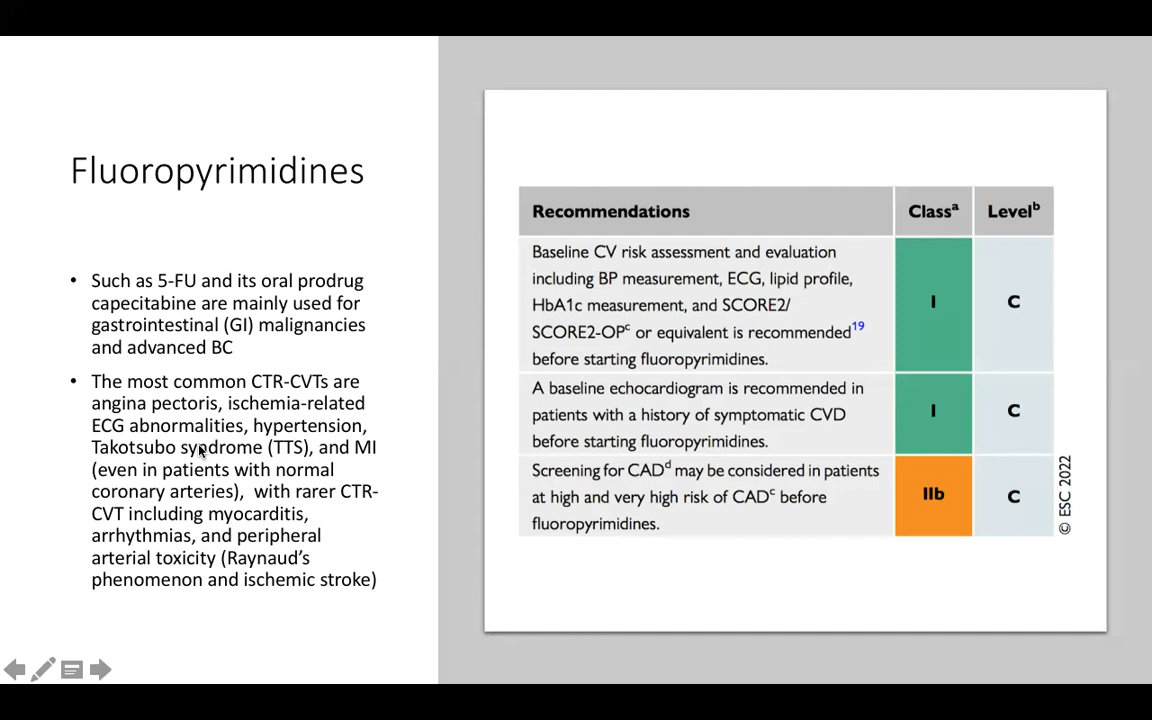 Fluoropyrimidines
• Such as 5-FU and its oral prodrug
capecitabine are mainly used for
gastrointestinal (GI) malignancies
and advanced BC
• The most common CTR-CVTs are
angina pectoris, ischemia-related
ECG abnormalities, hypertension,
Takotsubo syndrome (TTS), and MI
(even in patients with normal
coronary arteries),  with rarer CTR-
CVT including myocarditis,
arrhythmias, and peripheral
arterial toxicity (Raynaud’s
phenomenon and ischemic stroke)
Recommendations Classᵃ Levelᵇ
Baseline CV risk assessment and evaluation
including BP measurement, ECG, lipid profile,
HbA1c measurement, and SCORE2/
SCORE2-OPᶜ or equivalent is recommended¹⁹
before starting fluoropyrimidines.
I C
A baseline echocardiogram is recommended in
patients with a history of symptomatic CVD
before starting fluoropyrimidines.
I C
Screening for CADᵈ may be considered in patients
at high and very high risk of CADᶜ before
fluoropyrimidines.
IIb C
© ESC 2022